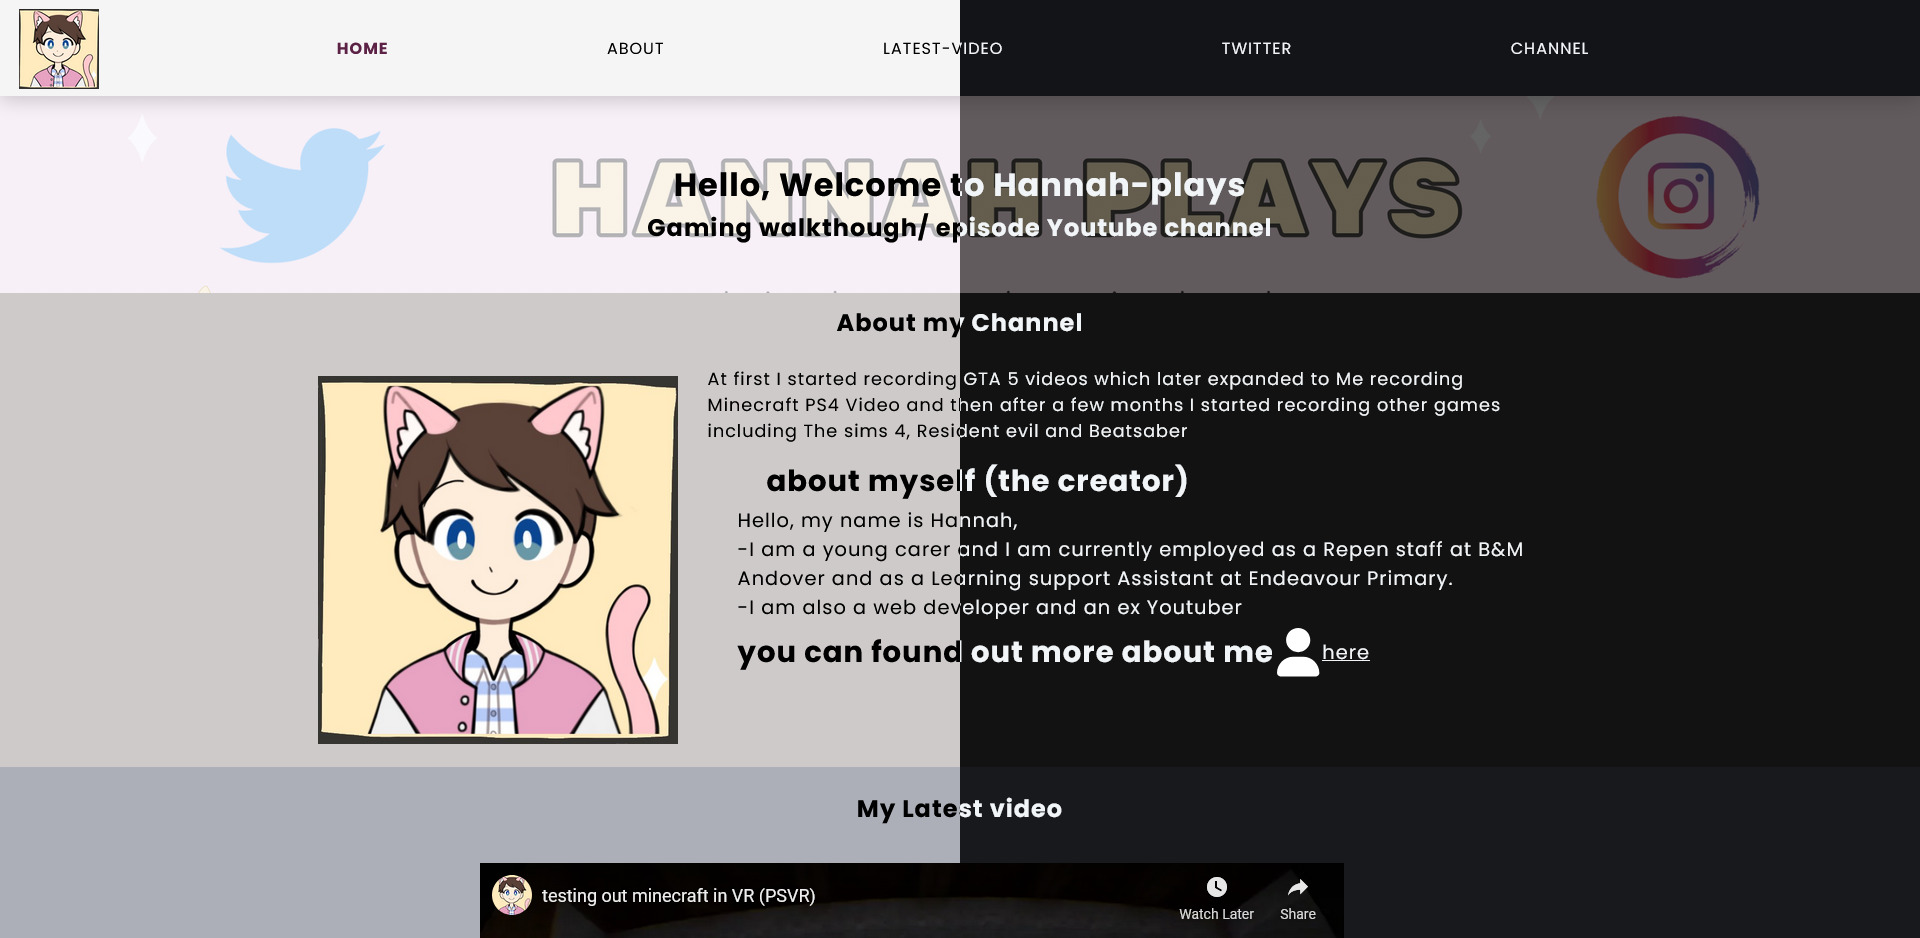 HOME ABOUT LATEST-VIDEO TWITTER CHANNEL
HANNAH PLAYS
Hello, Welcome to Hannah-plays
Gaming walkthough/ episode Youtube channel
About my Channel
At first I started recording GTA 5 videos which later expanded to Me recording
Minecraft PS4 Video and then after a few months I started recording other games
including The sims 4, Resident evil and Beatsaber
about myself (the creator)
Hello, my name is Hannah,
-I am a young carer and I am currently employed as a Repen staff at B&M
Andover and as a Learning support Assistant at Endeavour Primary.
-I am also a web developer and an ex Youtuber
you can found out more about me here
My Latest video
testing out minecraft in VR (PSVR)
Watch Later Share